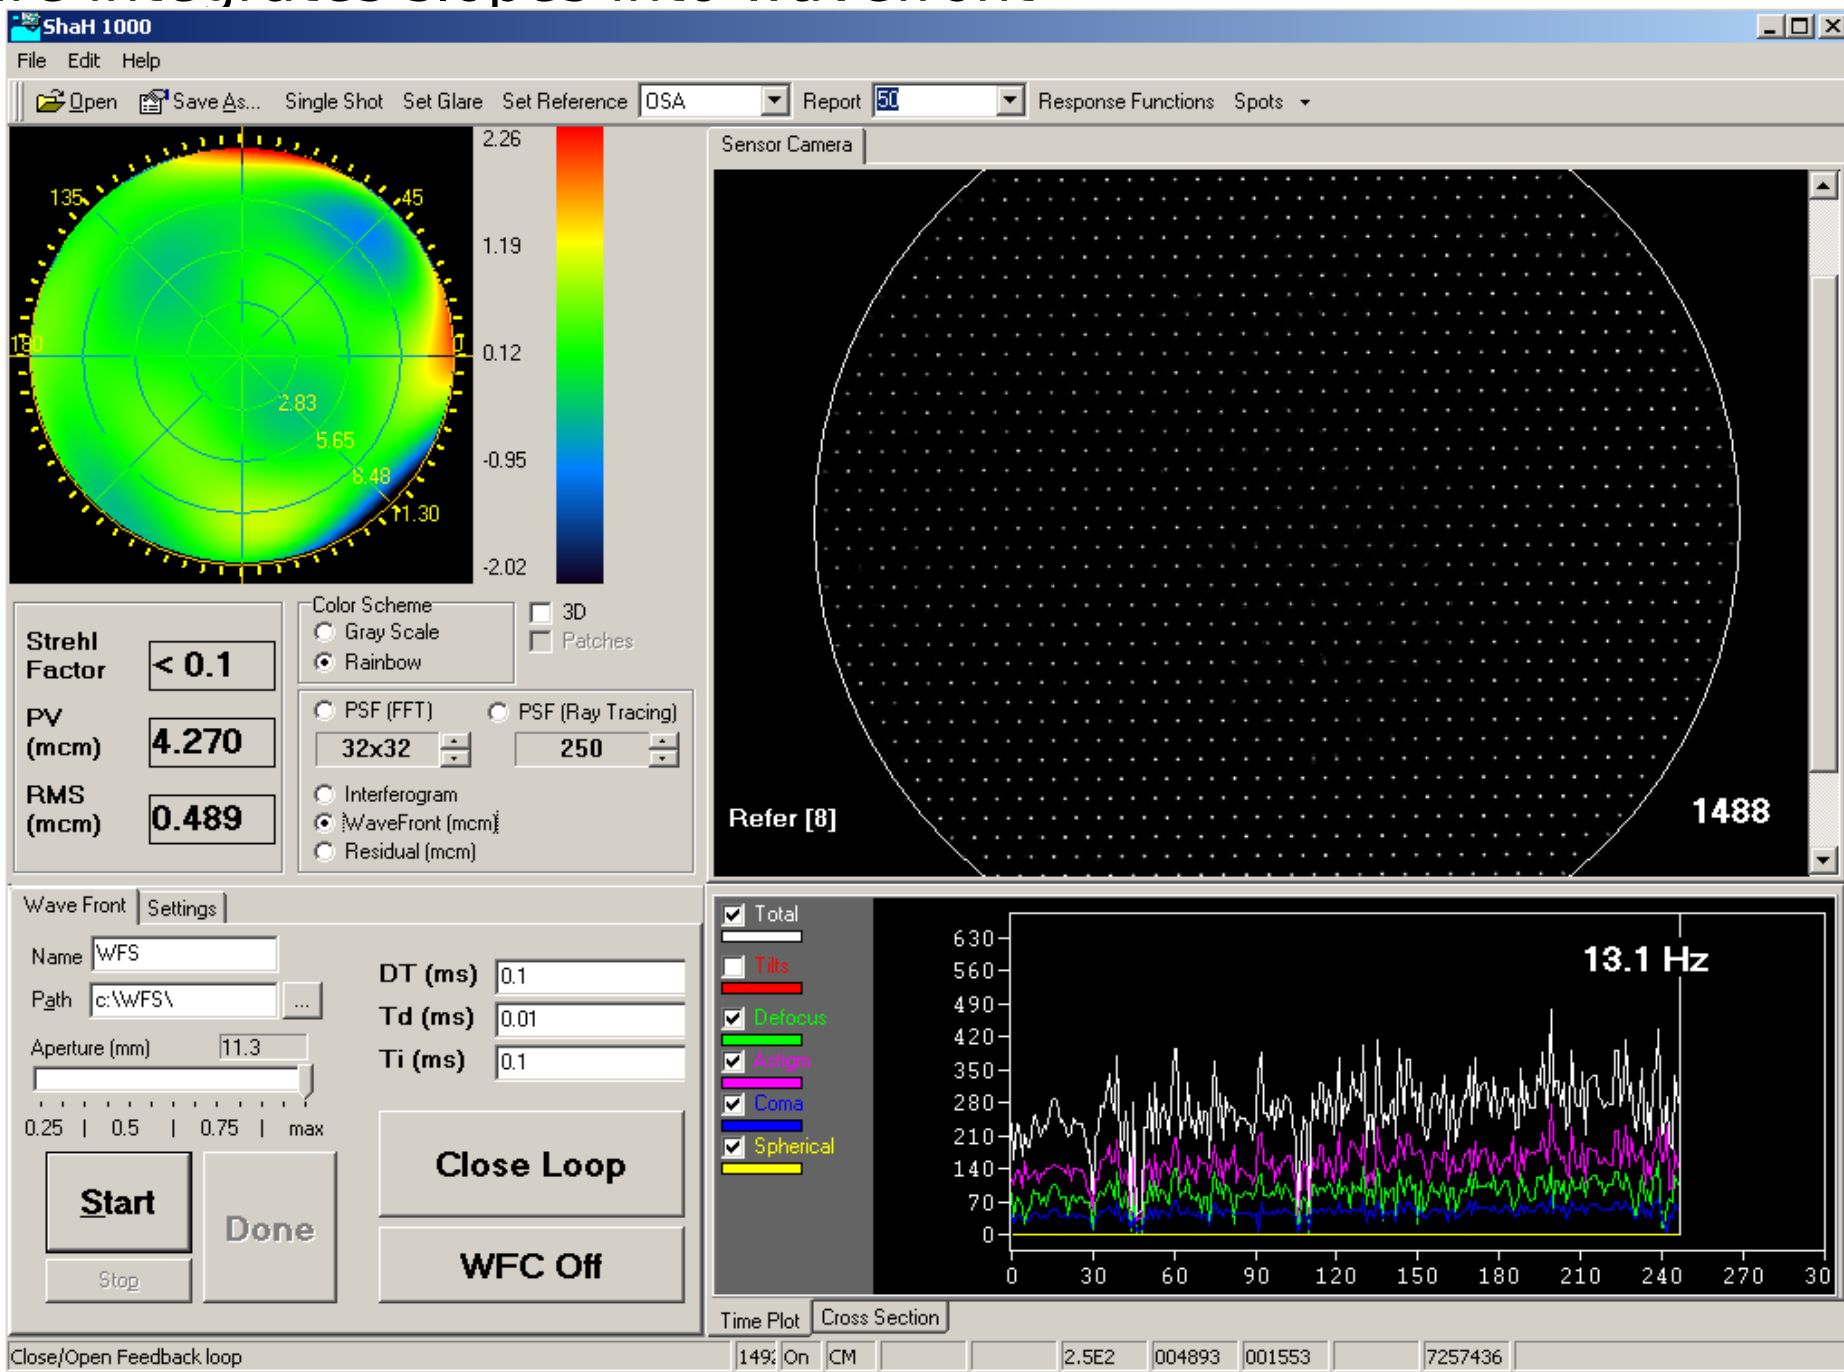 integrates slopes into wavefront
ShaH 1000
File Edit Help
Open Save As... Single Shot Set Glare Set Reference OSA Report 50 Response Functions Spots
135
45
180
0
2.83
5.65
8.48
11.30
2.26
1.19
0.12
-0.95
-2.02
Sensor Camera
Refer [8]
1488
Strehl Factor < 0.1
PV (mcm) 4.270
RMS (mcm) 0.489
Color Scheme
Gray Scale
Rainbow
3D
Patches
PSF (FFT) PSF (Ray Tracing)
32x32 250
Interferogram
WaveFront (mcm)
Residual (mcm)
Wave Front Settings
Name WFS
Path c:\WFS\ ...
Aperture (mm) 11.3
0.25 | 0.5 | 0.75 | max
DT (ms) 0.1
Td (ms) 0.01
Ti (ms) 0.1
Start
Stop
Done
Close Loop
WFC Off
Total
Tilts
Defocus
Astigm
Coma
Spherical
13.1 Hz
630
560
490
420
350
280
210
140
70
0
0 30 60 90 120 150 180 210 240 270 30
Time Plot Cross Section
Close/Open Feedback loop 149 On CM 2.5E2 004893 001553 7257436